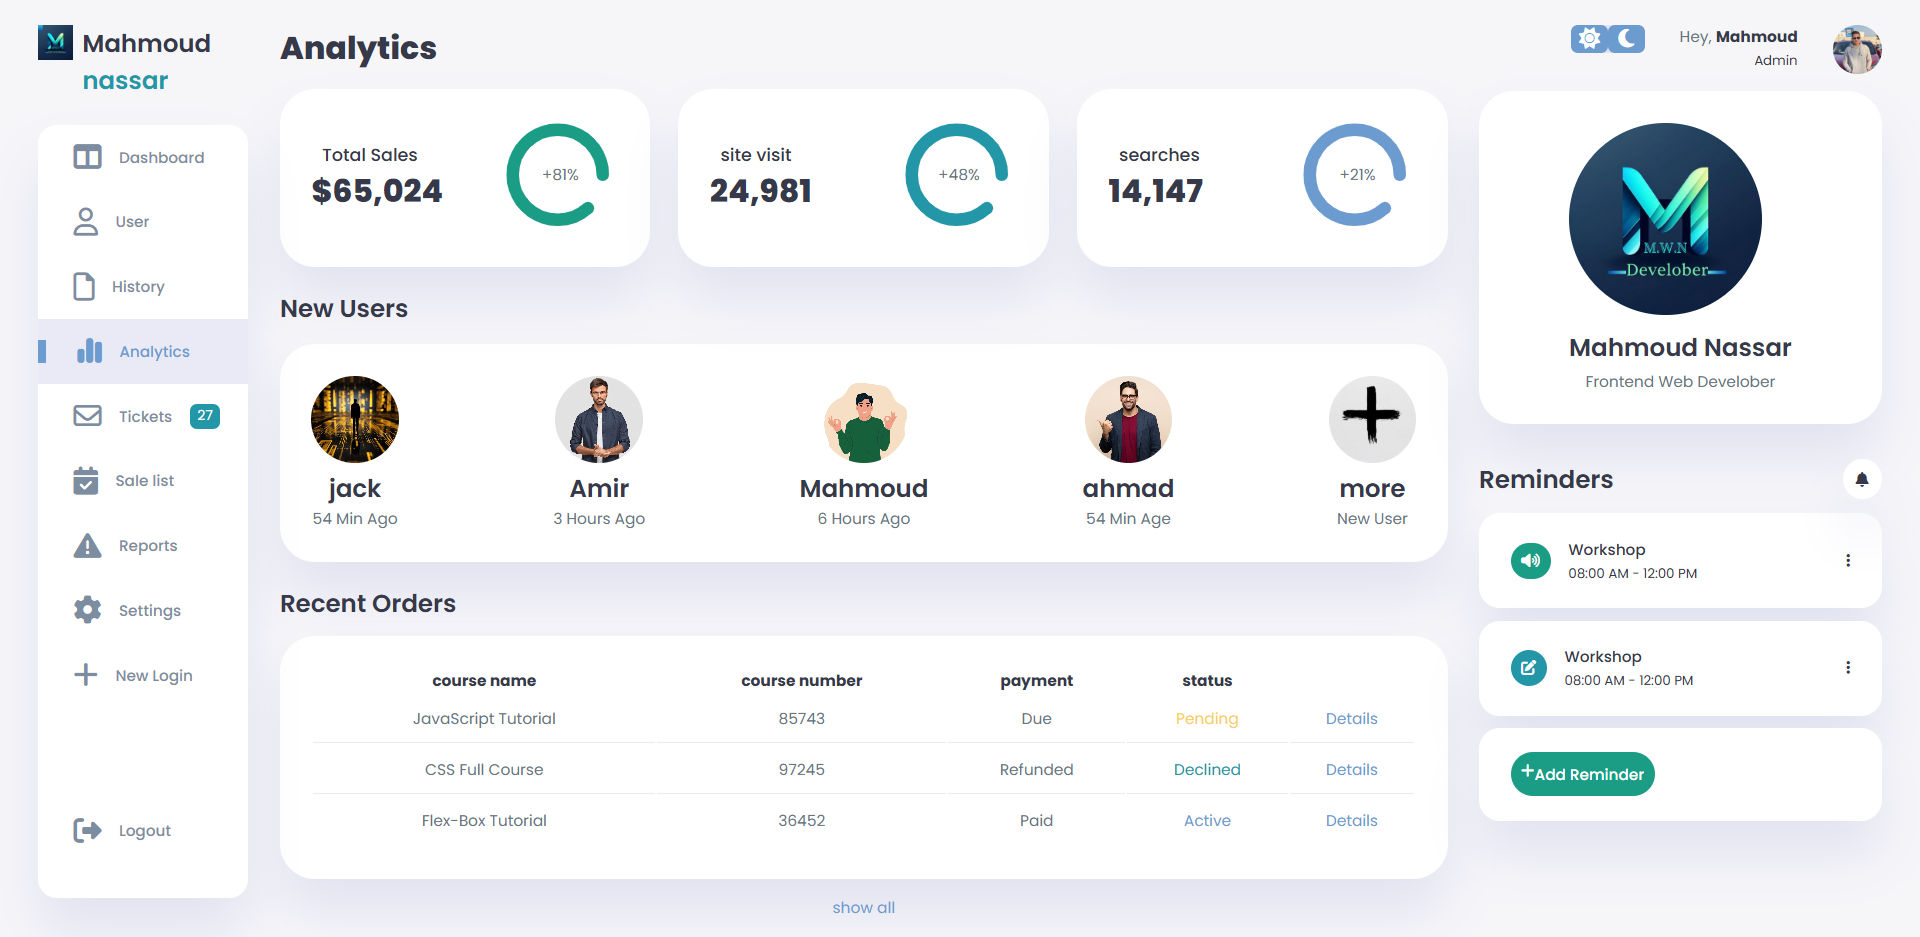 Mahmoud
nassar
Dashboard
User
History
Analytics
Tickets 27
Sale list
Reports
Settings
New Login
Logout
Analytics
Total Sales
$65,024
+81%
site visit
24,981
+48%
searches
14,147
+21%
New Users
jack
54 Min Ago
Amir
3 Hours Ago
Mahmoud
6 Hours Ago
ahmad
54 Min Age
more
New User
Recent Orders
course name course number payment status
JavaScript Tutorial 85743 Due Pending Details
CSS Full Course 97245 Refunded Declined Details
Flex-Box Tutorial 36452 Paid Active Details
show all
Hey, Mahmoud
Admin
M.W.N
Develober
Mahmoud Nassar
Frontend Web Develober
Reminders
Workshop
08:00 AM - 12:00 PM
Workshop
08:00 AM - 12:00 PM
+Add Reminder